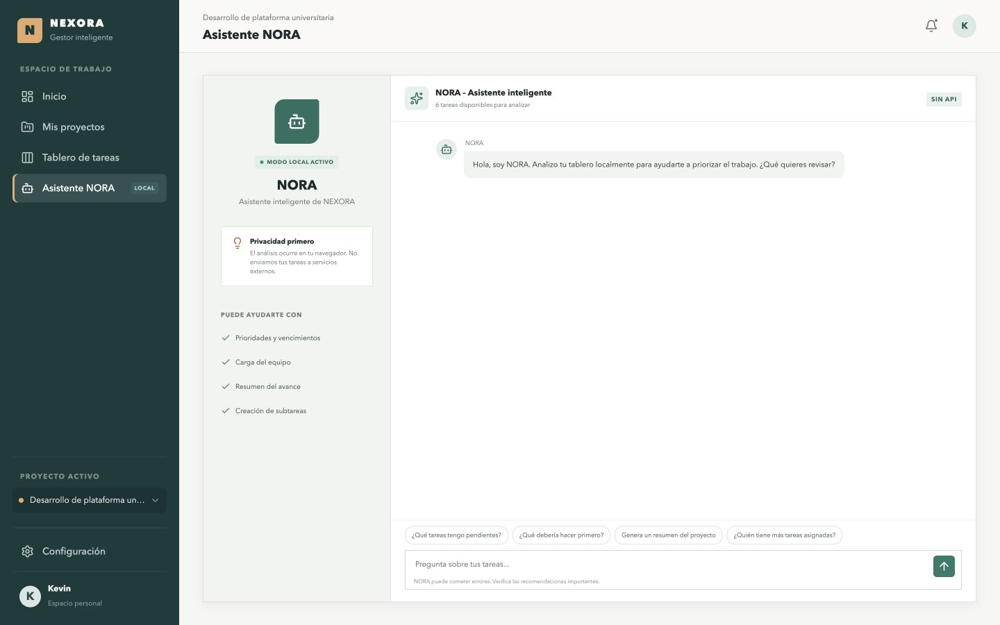 N
NEXORA
Gestor inteligente
ESPACIO DE TRABAJO
Inicio
Mis proyectos
Tablero de tareas
Asistente NORA
LOCAL
PROYECTO ACTIVO
Desarrollo de plataforma un...
Configuración
K
Kevin
Espacio personal
Desarrollo de plataforma universitaria
Asistente NORA
K
MODO LOCAL ACTIVO
NORA
Asistente inteligente de NEXORA
Privacidad primero
El análisis ocurre en tu navegador. No
enviamos tus tareas a servicios
externos.
PUEDE AYUDARTE CON
Prioridades y vencimientos
Carga del equipo
Resumen del avance
Creación de subtareas
NORA – Asistente inteligente
6 tareas disponibles para analizar
SIN API
NORA
Hola, soy NORA. Analizo tu tablero localmente para ayudarte a priorizar el trabajo. ¿Qué quieres revisar?
¿Qué tareas tengo pendientes?
¿Qué debería hacer primero?
Genera un resumen del proyecto
¿Quién tiene más tareas asignadas?
Pregunta sobre tus tareas...
NORA puede cometer errores. Verifica las recomendaciones importantes.